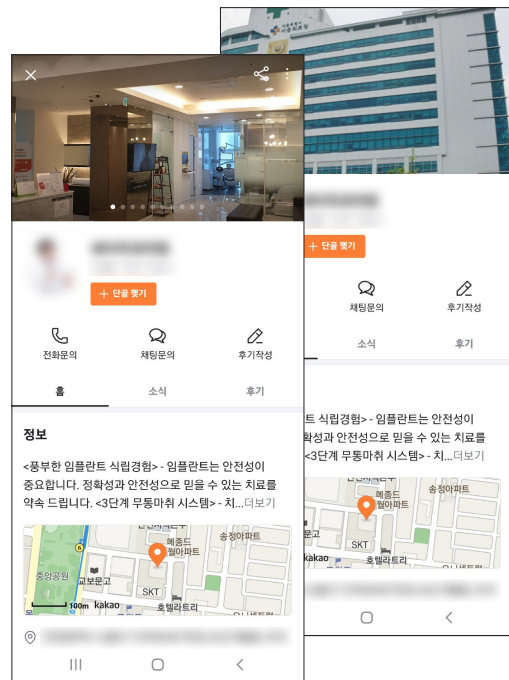 + 단골 맺기
전화문의
채팅문의
후기작성
홈
소식
후기
정보
<풍부한 임플란트 식립경험> - 임플란트는 안전성이
중요합니다. 정확성과 안전성으로 믿을 수 있는 치료를
약속 드립니다. <3단계 무통마취 시스템> - 치...더보기
메종드
월아파트
송정아파트
6
중앙공원
교보문고
SKT
100m
kakao
호텔라트리
+ 단골 맺기
채팅문의
후기작성
소식
후기
트 식립경험> - 임플란트는 안전성이
확성과 안전성으로 믿을 수 있는 치료를
<3단계 무통마취 시스템> - 치...더보기
메종드
월아파트
송정아파트
문고
SKT
kakao
호텔라트리